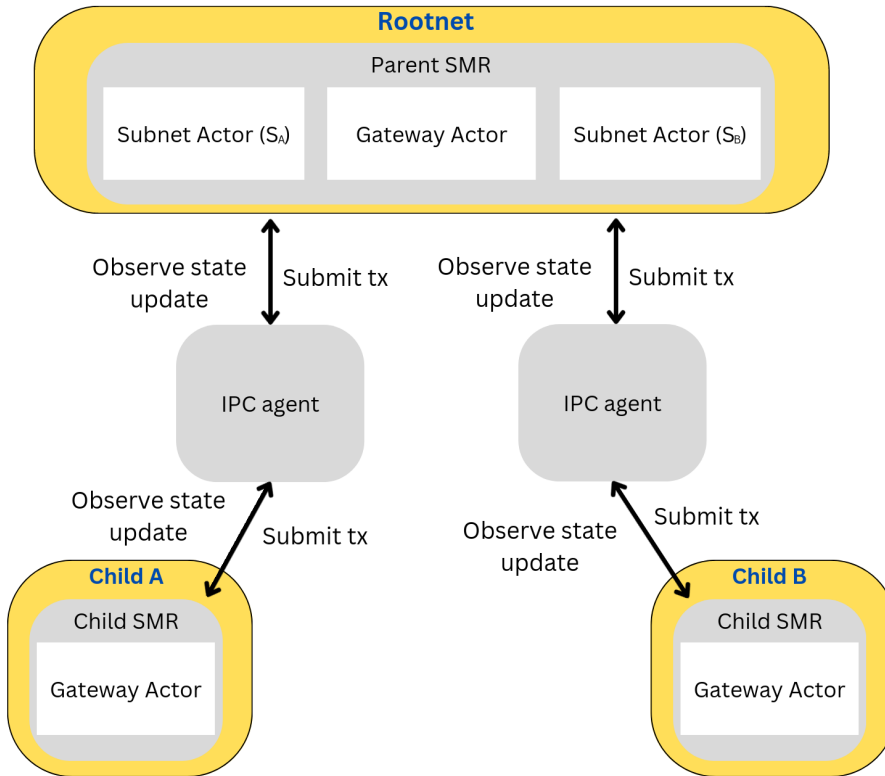 Rootnet
Parent SMR
Subnet Actor (SA)
Gateway Actor
Subnet Actor (SB)
Observe state
update
Submit tx
Observe state
update
Submit tx
IPC agent
IPC agent
Observe state
update
Submit tx
Observe state
update
Submit tx
Child A
Child SMR
Gateway Actor
Child B
Child SMR
Gateway Actor